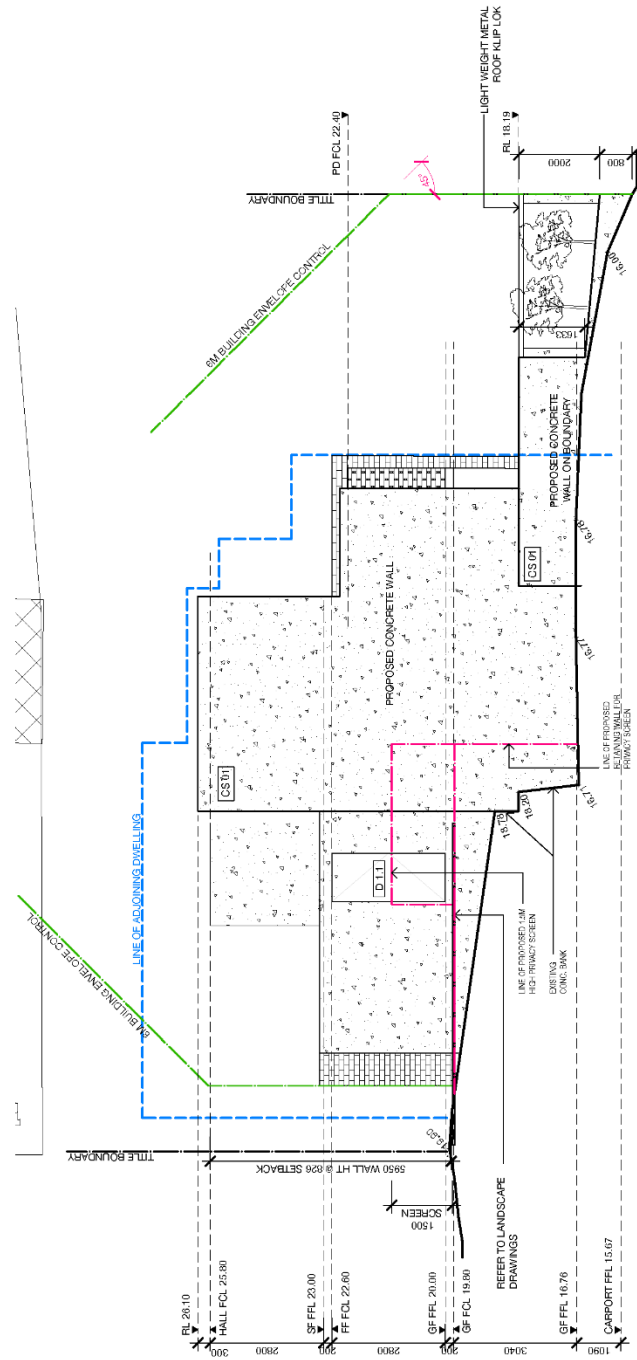 RL 26.10
HALL FCL 25.80
SF FFL 23.00
FF FCL 22.60
GF FFL 20.00
GF FCL 19.80
GF FFL 16.76
CARPORT FFL 15.67
300
2800
2800
3040
1090
TITLE BOUNDARY
5950 WALL HT @ 826 SETBACK
1500
SCREEN
REFER TO LANDSCAPE
DRAWINGS
6M BUILDING ENVELOPE CONTROL
LINE OF ADJOINING DWELLING
D 1.1
LINE OF PROPOSED 1.5M
HIGH PRIVACY SCREEN
EXISTING
CONC. BANK
CS 01
18.78
18.20
16.71
LINE OF PROPOSED
RETAINING WALL FOR
PRIVACY SCREEN
PROPOSED CONCRETE WALL
16.77
CS 01
16.78
PROPOSED CONCRETE
WALL ON BOUNDARY
6M BUILDING ENVELOPE CONTROL
1633
16.00
TITLE BOUNDARY
45°
PD FCL 22.40
LIGHT WEIGHT METAL
ROOF KLIP LOK
RL 18.19
2000
800